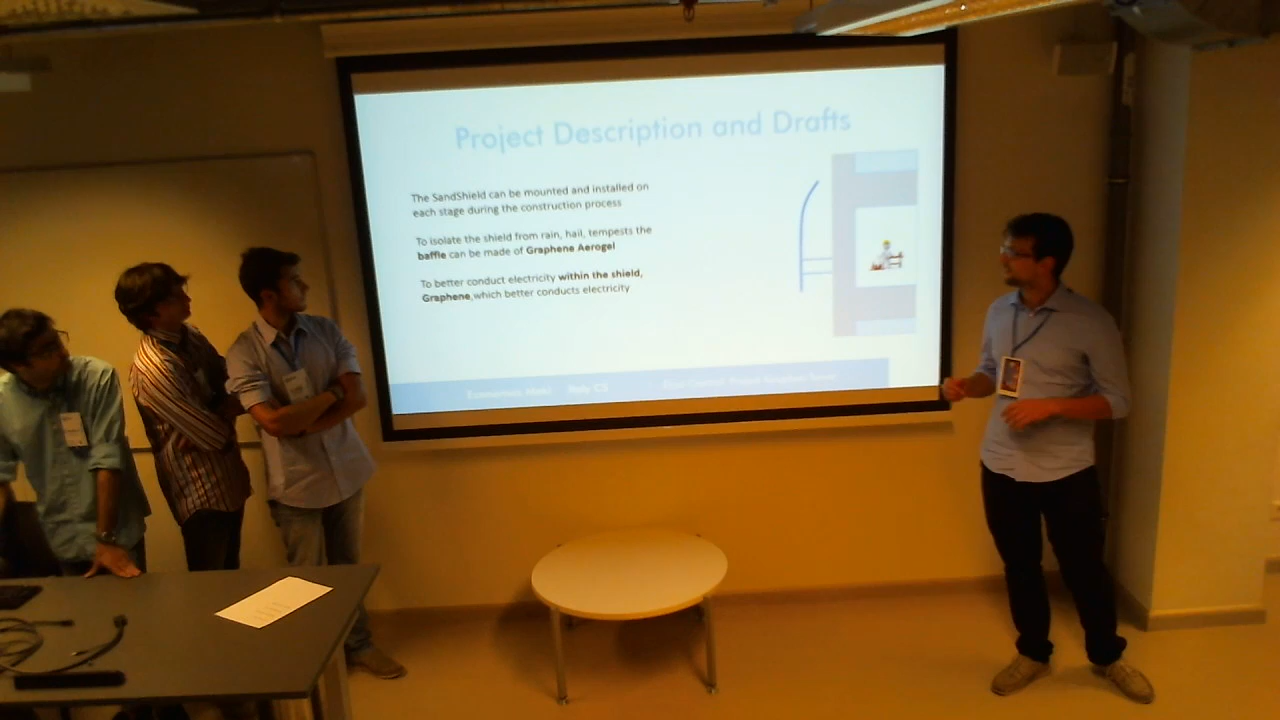 Project Description and Drafts
The SandShield can be mounted and installed on
each stage during the construction process
To isolate the shield from rain, hail, tempests the
baffle can be made of Graphene Aerogel
To better conduct electricity within the shield,
Graphene,which better conducts electricity